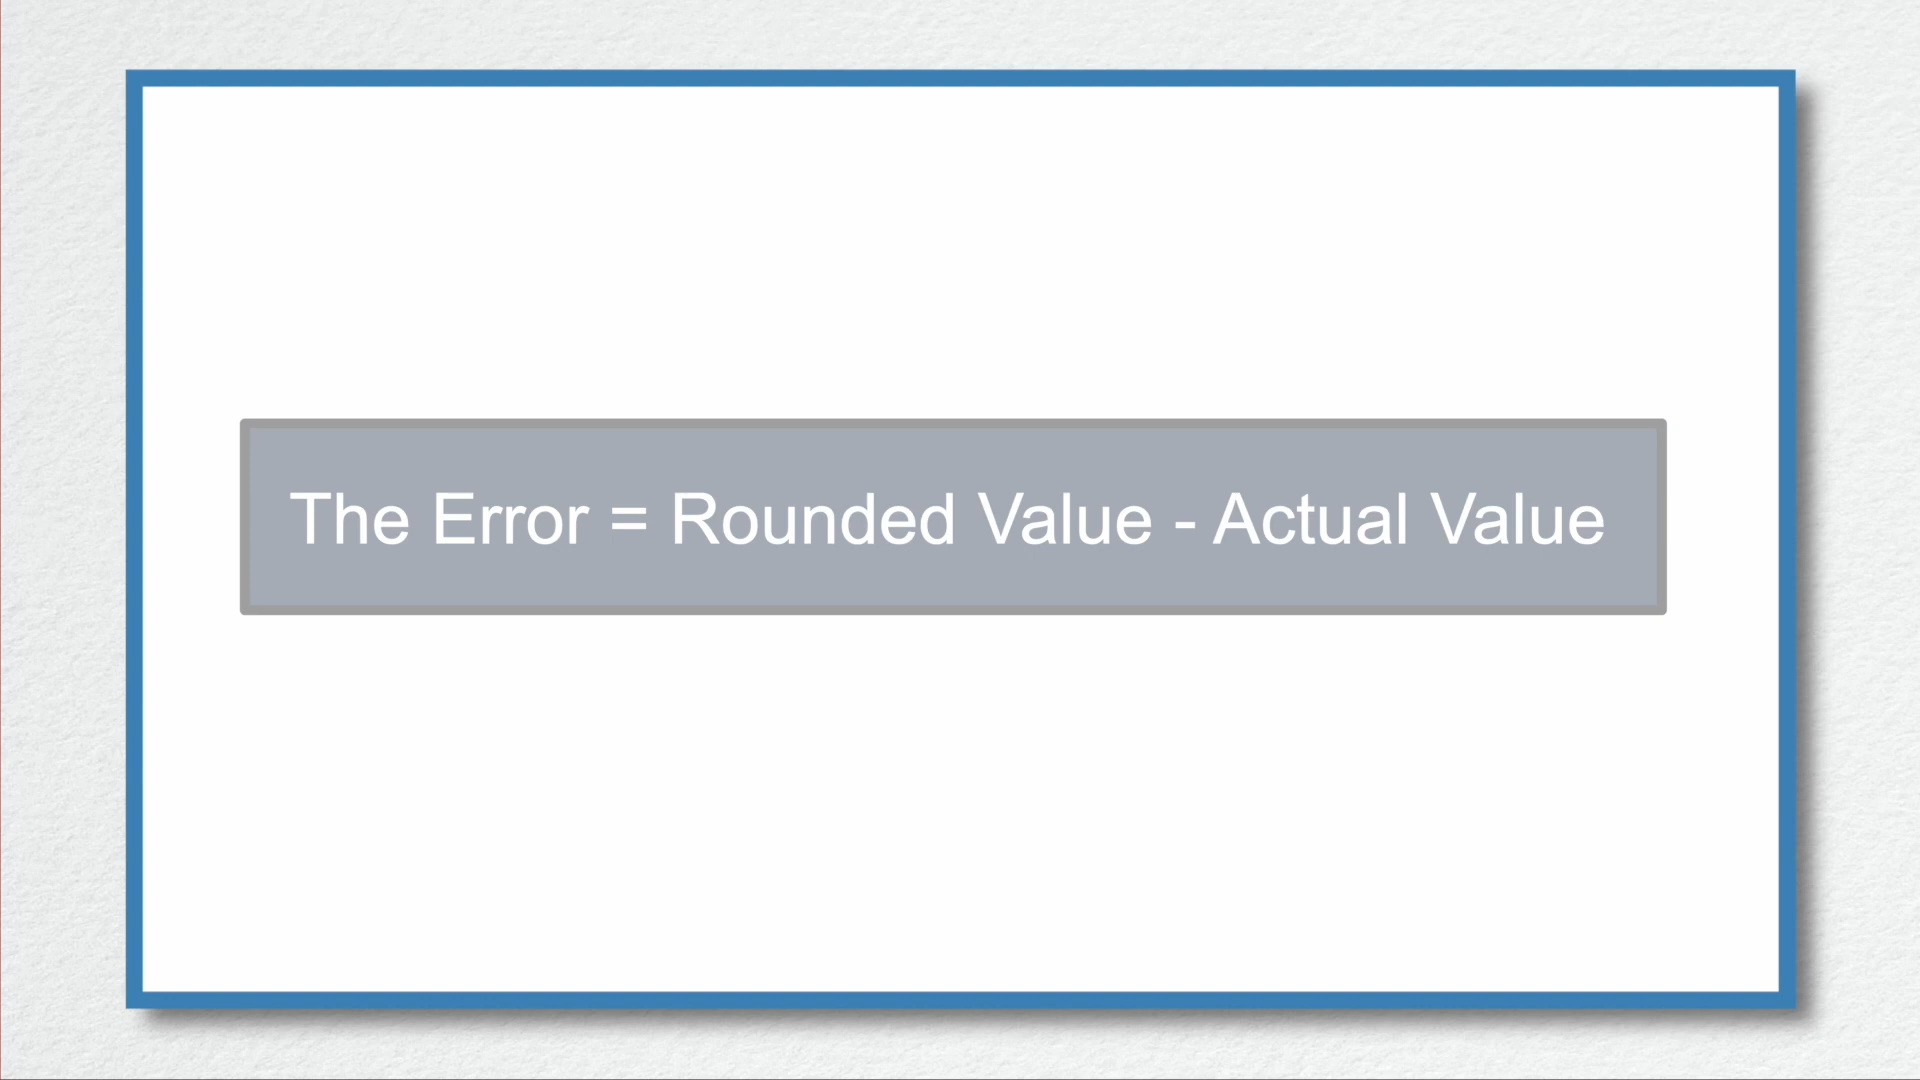 The Error = Rounded Value - Actual Value